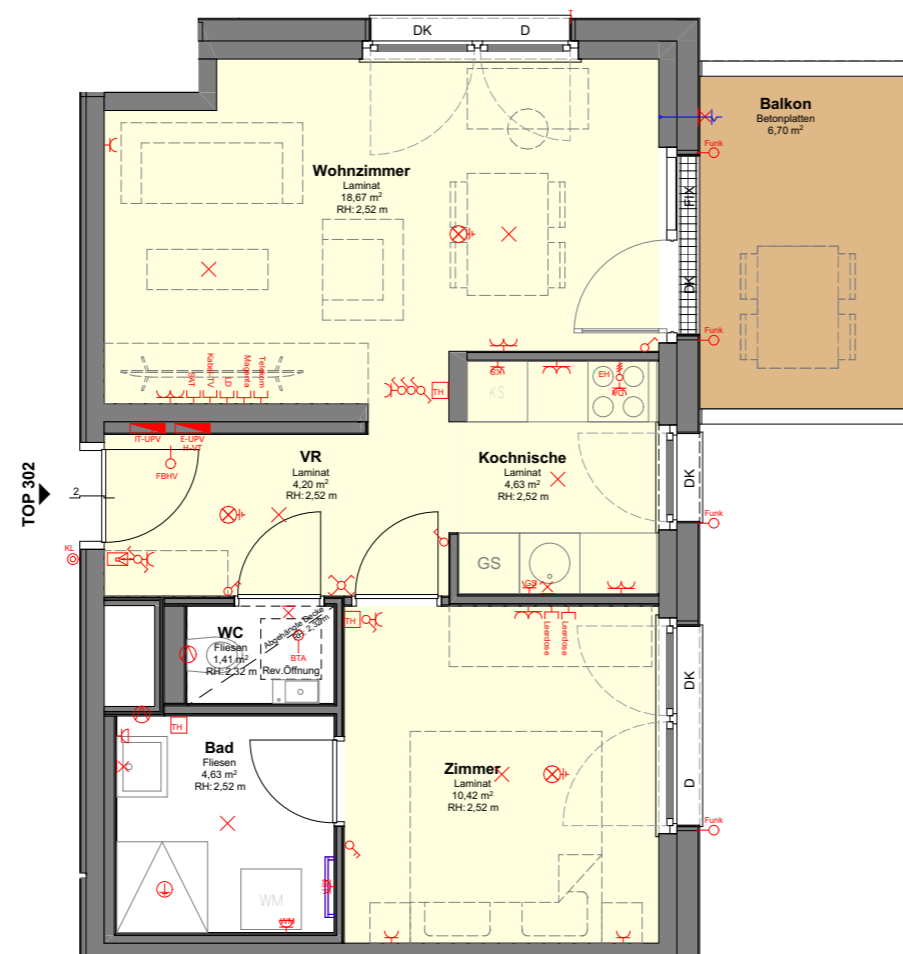 DK
D
Balkon
Betonplatten
6,70 m²
Funk
Wohnzimmer
Laminat
18,67 m²
RH: 2,52 m
FIX
DK
Funk
SAT
Kabel-TV
LD
Magenta
Telekom
TH
KS
EH
IT-UPV
E-UPV
H-VT
FBHV
VR
Laminat
4,20 m²
RH: 2,52 m
Kochnische
Laminat
4,63 m²
RH: 2,52 m
DK
TOP 302
2
Funk
KL
GS
GS
WC
Fliesen
1,41 m²
RH: 2,32 m
Abgehängte Decke
RH: 2,32m
BTA
Rev.Öffnung
TH
Leerdose
Leerdose
DK
TH
Bad
Fliesen
4,63 m²
RH: 2,52 m
Zimmer
Laminat
10,42 m²
RH: 2,52 m
D
Funk
WM
WM